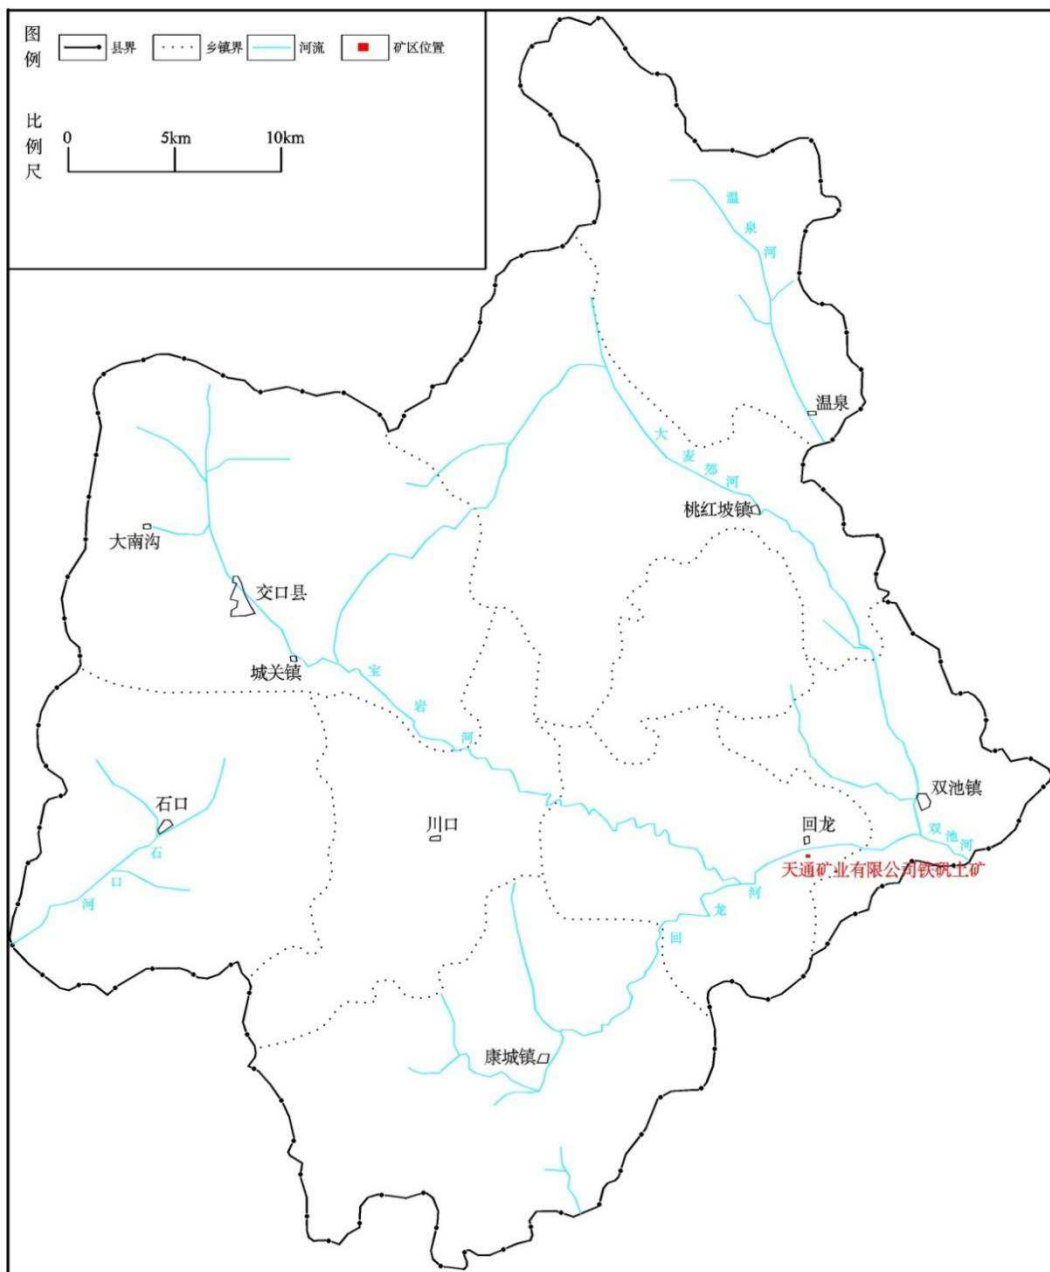 图例
县界
乡镇界
河流
矿区位置
比例尺
0 5km 10km
温泉河
温泉
大麦郊河
桃红坡镇
大南沟
交口县
城关镇
宝岩河
石口
川口
回龙
双池镇
双池河
天通矿业有限公司铁矾土矿
石口河
回龙河
康城镇